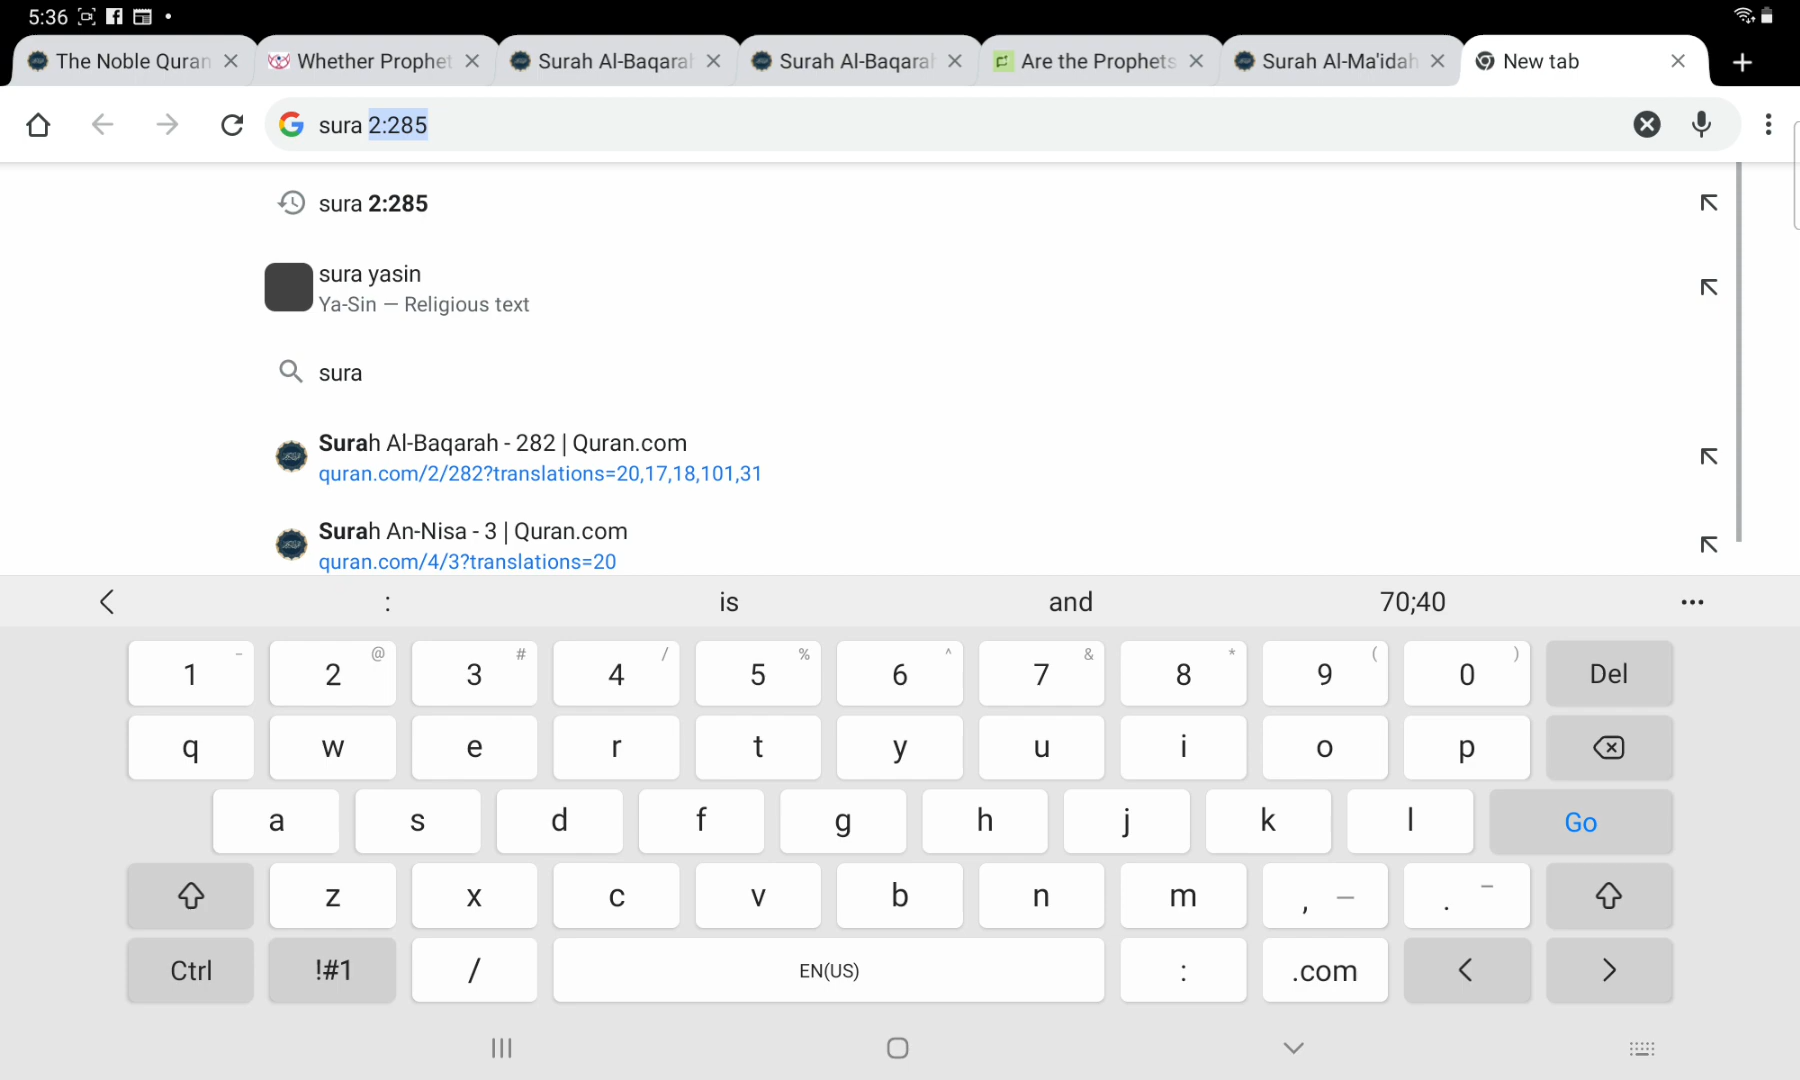 5:36
The Noble Quran
Whether Prophet
Surah Al-Baqarah
Surah Al-Baqarah
Are the Prophets
Surah Al-Ma'idah
New tab
sura 2:285
sura 2:285
sura yasin
Ya-Sin — Religious text
sura
Surah Al-Baqarah - 282 | Quran.com
quran.com/2/282?translations=20,17,18,101,31
Surah An-Nisa - 3 | Quran.com
quran.com/4/3?translations=20
: is and 70;40 ...
1 - 2 @ 3 # 4 / 5 % 6 ^ 7 & 8 * 9 ( 0 ) Del
q w e r t y u i o p
a s d f g h j k l Go
z x c v b n m , — . –
Ctrl !#1 / EN(US) : .com < >